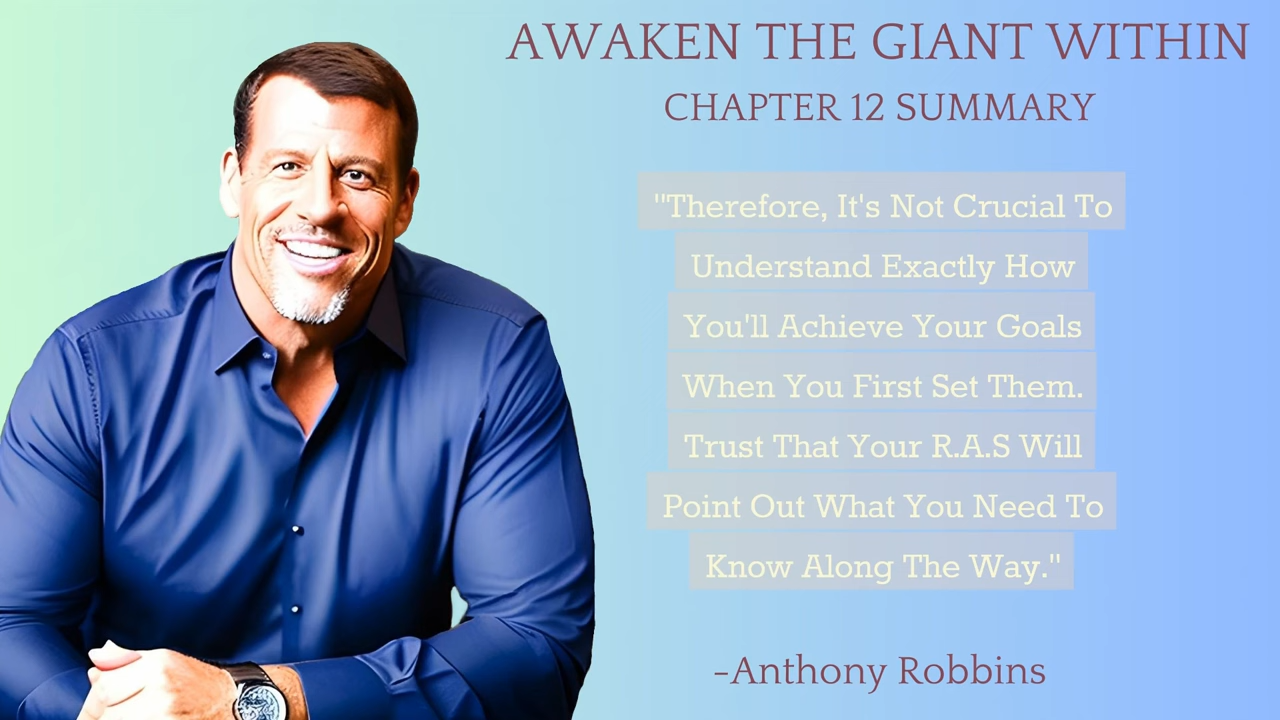 AWAKEN THE GIANT WITHIN
CHAPTER 12 SUMMARY
"Therefore, It's Not Crucial To
Understand Exactly How
You'll Achieve Your Goals
When You First Set Them.
Trust That Your R.A.S Will
Point Out What You Need To
Know Along The Way."
–Anthony Robbins